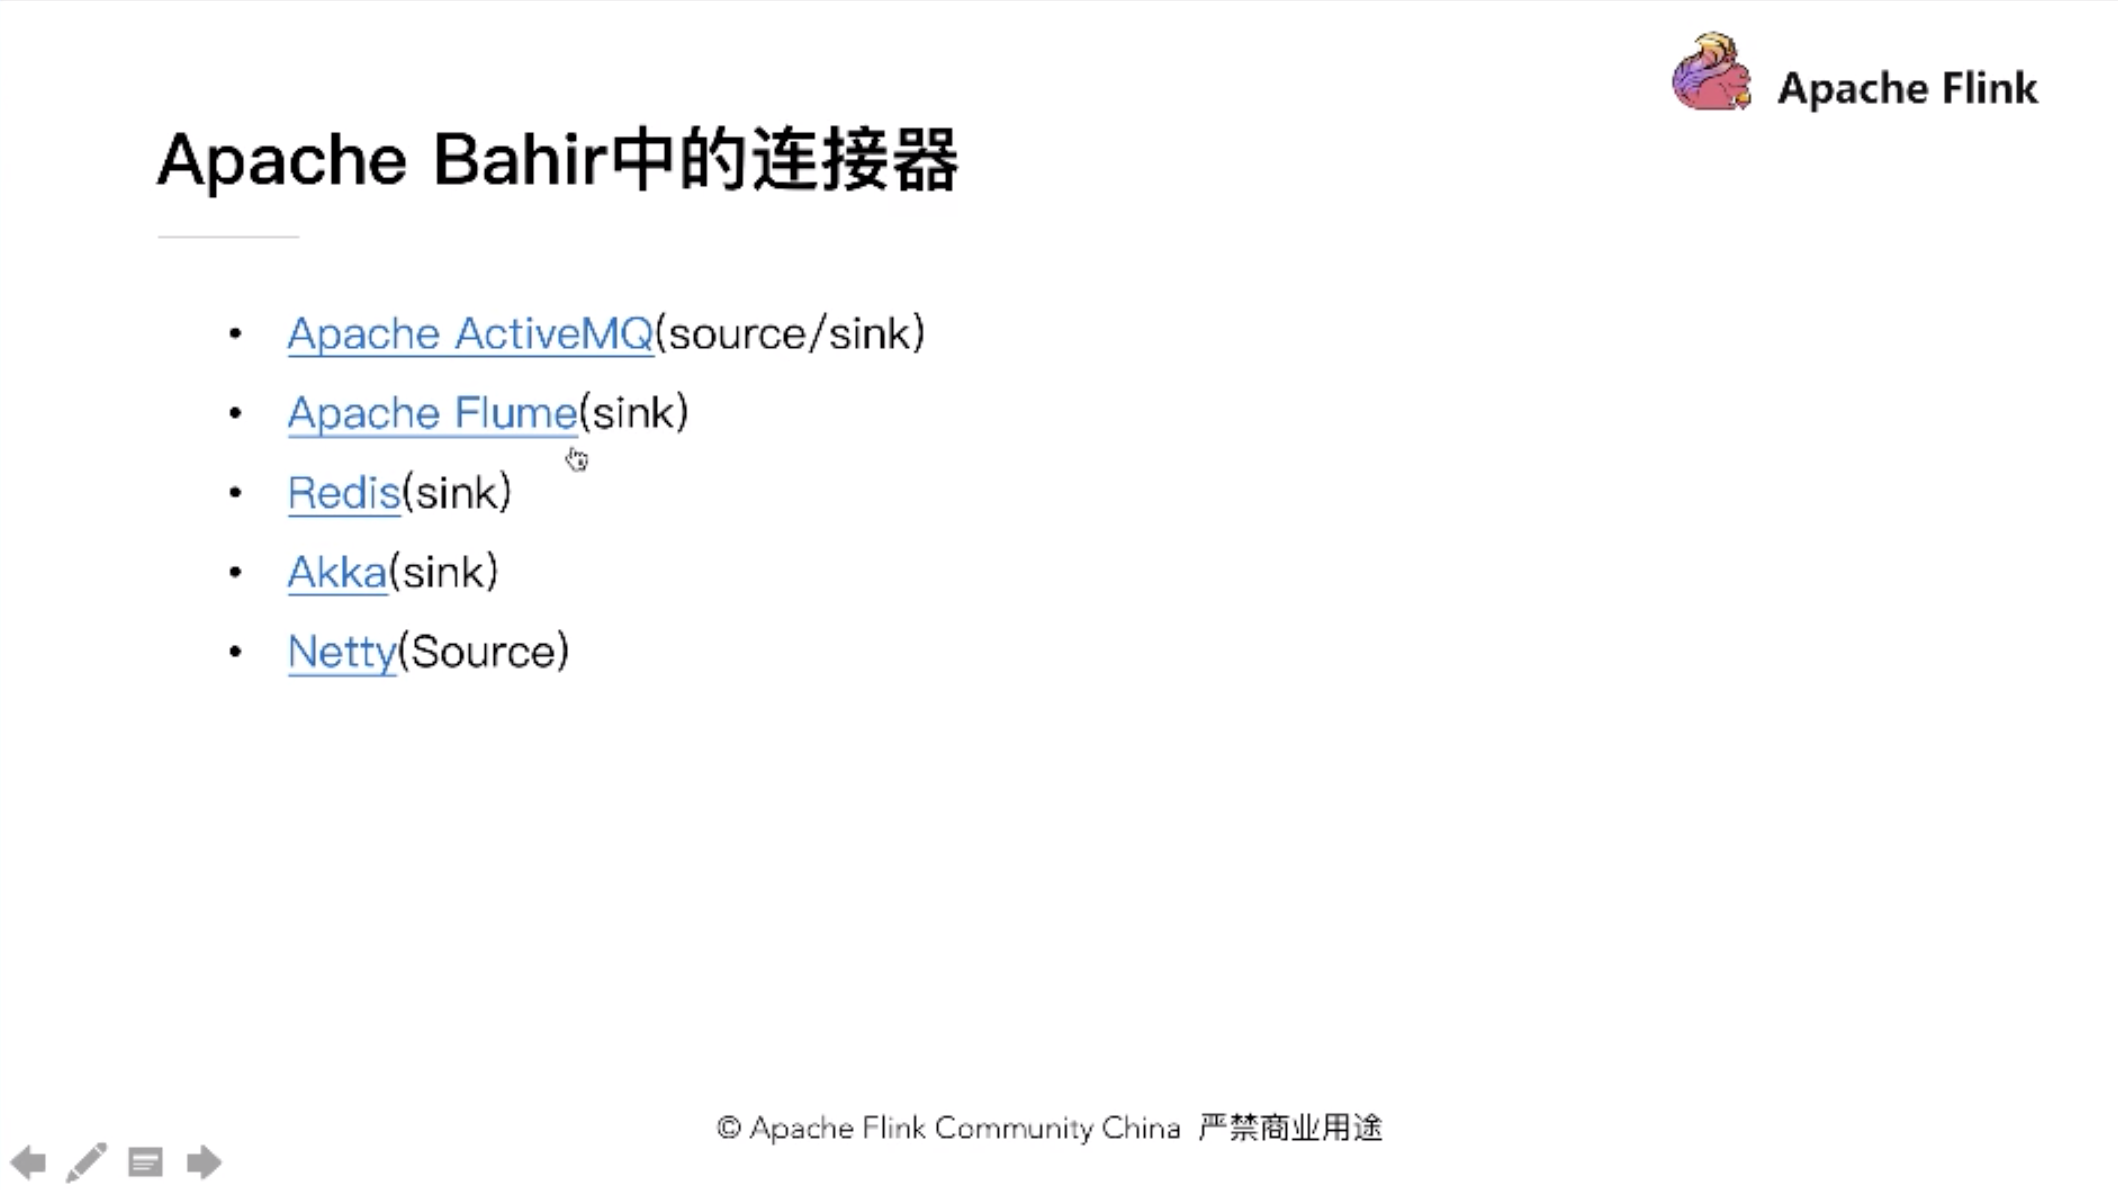 Apache Flink
Apache Bahir中的连接器
• Apache ActiveMQ(source/sink)
• Apache Flume(sink)
• Redis(sink)
• Akka(sink)
• Netty(Source)
© Apache Flink Community China 严禁商业用途